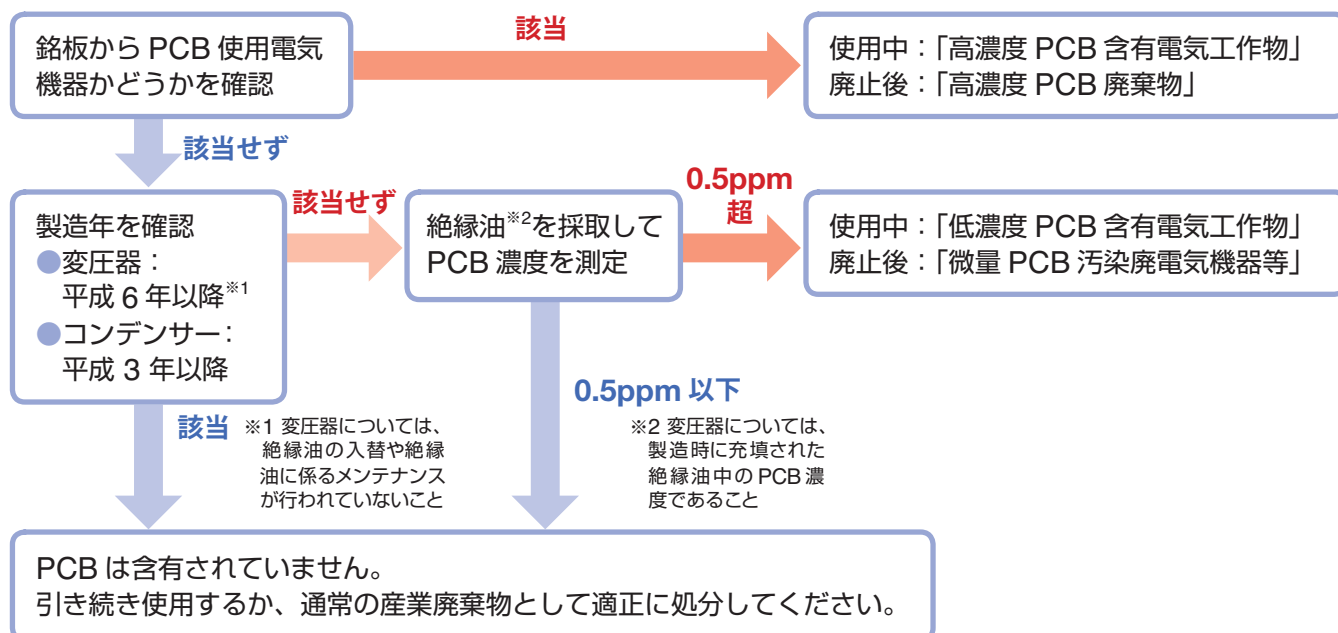 銘板から PCB 使用電気
機器かどうかを確認
該当
使用中：「高濃度 PCB 含有電気工作物」
廃止後：「高濃度 PCB 廃棄物」
該当せず
製造年を確認
●変圧器：
平成 6 年以降※1
●コンデンサー：
平成 3 年以降
該当せず
絶縁油※2を採取して
PCB 濃度を測定
0.5ppm
超
使用中：「低濃度 PCB 含有電気工作物」
廃止後：「微量 PCB 汚染廃電気機器等」
該当
※1 変圧器については、
絶縁油の入替や絶縁
油に係るメンテナンス
が行われていないこと
0.5ppm 以下
※2 変圧器については、
製造時に充填された
絶縁油中の PCB 濃
度であること
PCB は含有されていません。
引き続き使用するか、通常の産業廃棄物として適正に処分してください。